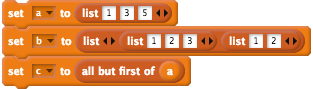 set a to list 1 3 5
set b to list list 1 2 3 list 1 2
set c to all but first of a